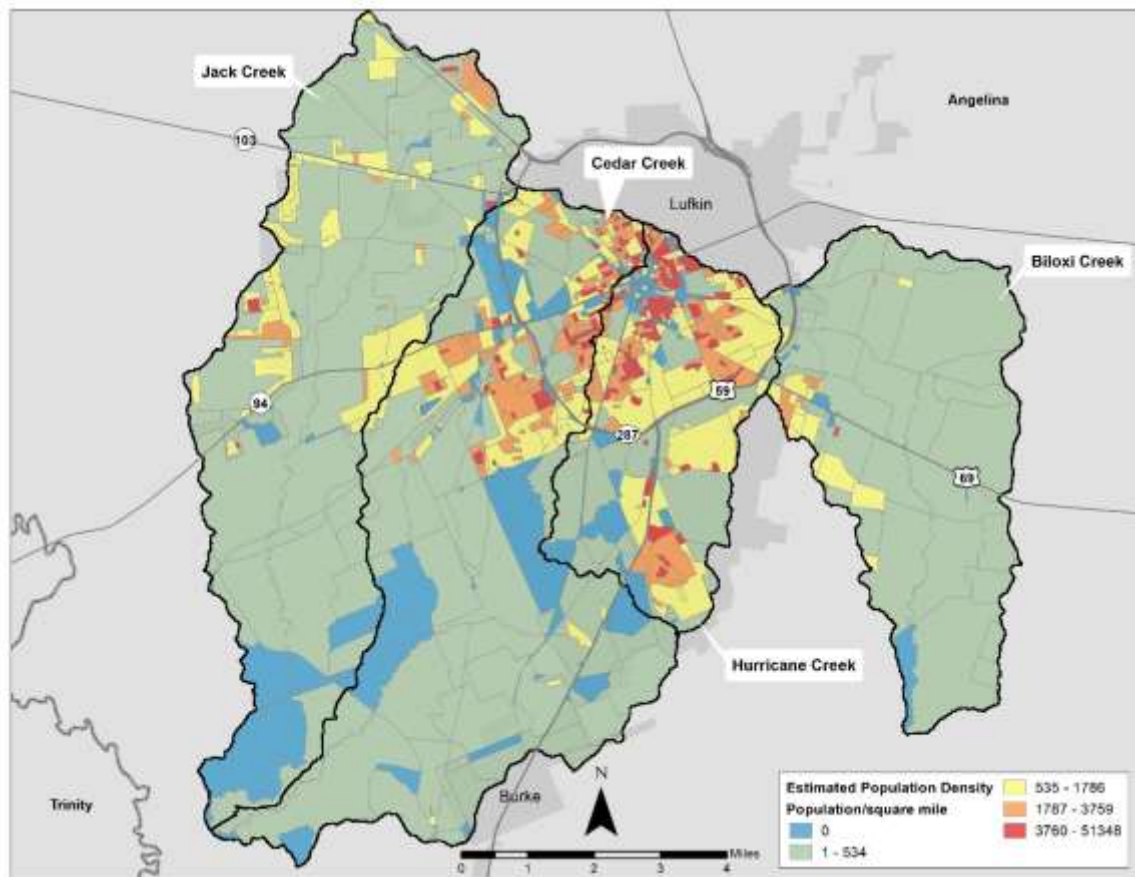 Jack Creek
Angelina
103
Cedar Creek
Lufkin
Biloxi Creek
94
59
287
69
Hurricane Creek
Trinity
Burke
N
Miles
0 1 2 3 4
Estimated Population Density
Population/square mile
0
1 - 534
535 - 1786
1787 - 3759
3760 - 51348